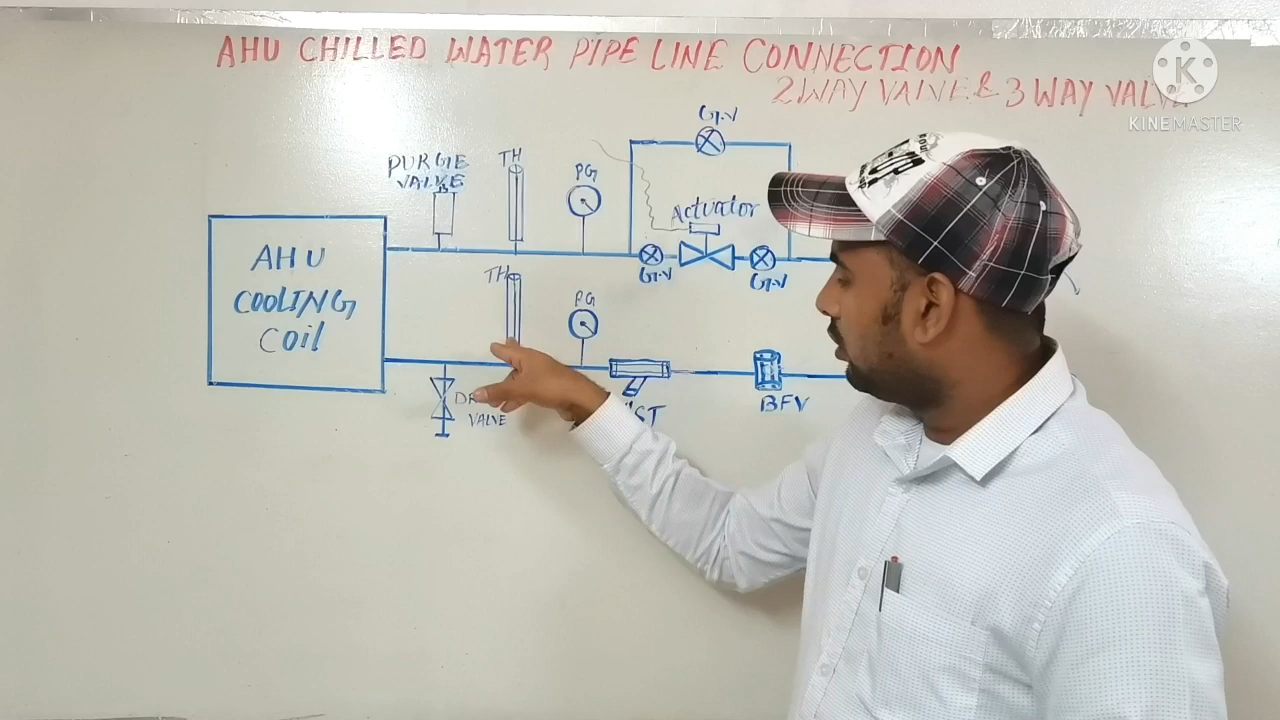 AHU CHILLED WATER PIPE LINE CONNECTION
2WAY VALVE & 3 WAY VALVE
KINEMASTER
G.V
PURGE
VALVE
TH
PG
Actuator
G.V
G.V
AHU
COOLING
Coil
TH
PG
VALVE
ST
BFV